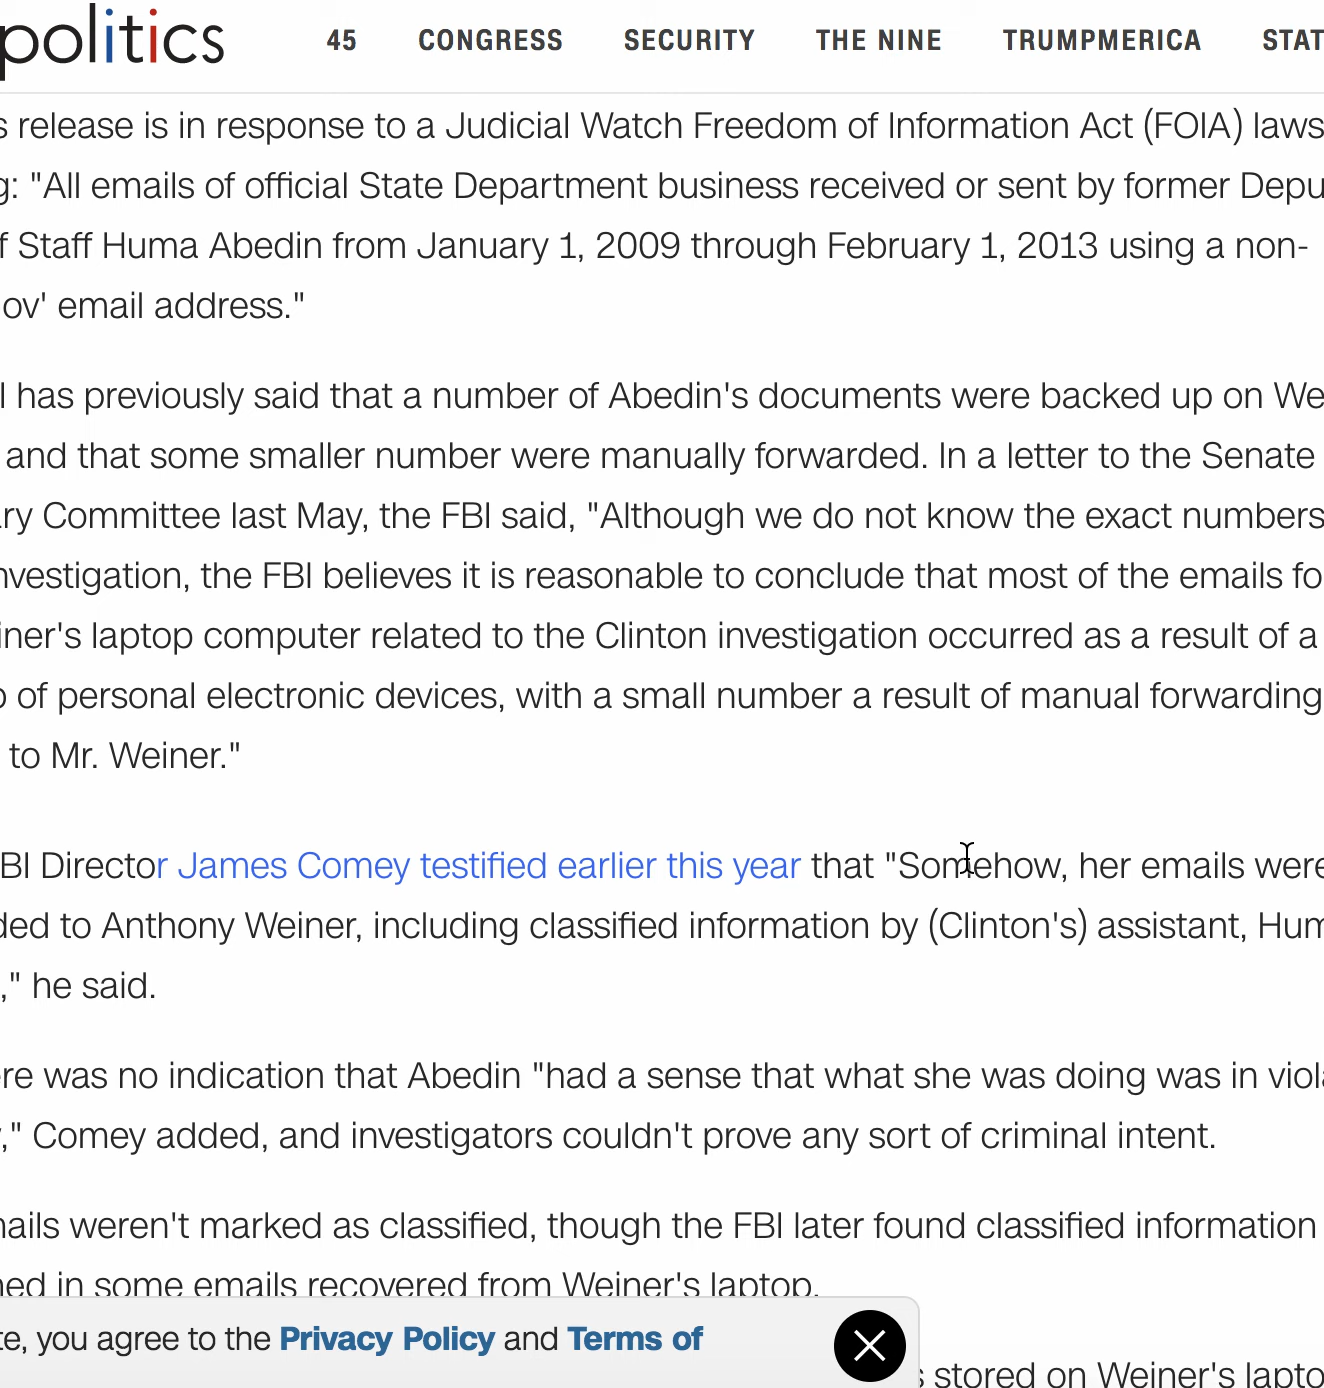 politics 45 CONGRESS SECURITY THE NINE TRUMPMERICA STAT
s release is in response to a Judicial Watch Freedom of Information Act (FOIA) laws
g: "All emails of official State Department business received or sent by former Depu
f Staff Huma Abedin from January 1, 2009 through February 1, 2013 using a non-
ov' email address."
I has previously said that a number of Abedin's documents were backed up on We
and that some smaller number were manually forwarded. In a letter to the Senate
ry Committee last May, the FBI said, "Although we do not know the exact numbers
nvestigation, the FBI believes it is reasonable to conclude that most of the emails fo
iner's laptop computer related to the Clinton investigation occurred as a result of a
p of personal electronic devices, with a small number a result of manual forwarding
to Mr. Weiner."
BI Director James Comey testified earlier this year that "Somehow, her emails were
ded to Anthony Weiner, including classified information by (Clinton's) assistant, Hum
," he said.
re was no indication that Abedin "had a sense that what she was doing was in viola
," Comey added, and investigators couldn't prove any sort of criminal intent.
nails weren't marked as classified, though the FBI later found classified information
ned in some emails recovered from Weiner's laptop.
te, you agree to the Privacy Policy and Terms of
s stored on Weiner's lapto